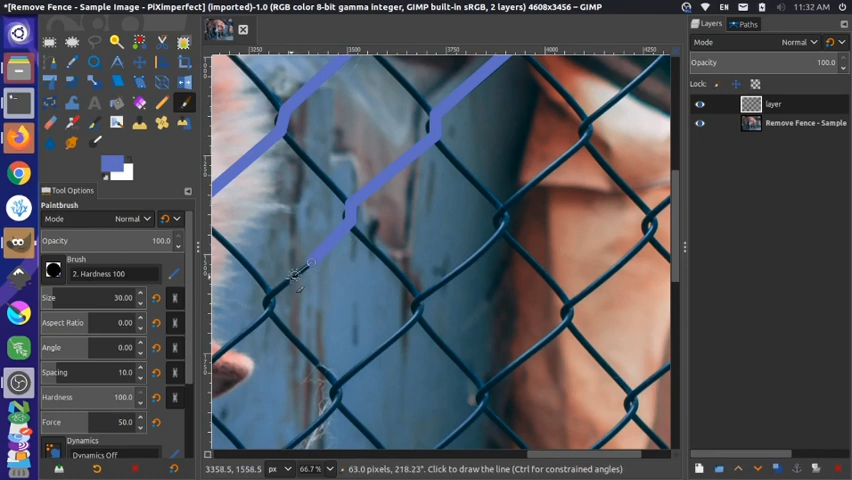 *[Remove Fence - Sample Image - PiXimperfect] (imported)-1.0 (RGB color 8-bit gamma integer, GIMP built-in sRGB, 2 layers) 4608x3456 – GIMP
EN
11:32 AM
Layers
Paths
Mode
Normal
Opacity
100.0
Lock:
layer
Remove Fence - Sample
3250
3500
3750
4000
4250
Tool Options
Paintbrush
Mode
Normal
Opacity
100.0
Brush
2. Hardness 100
Size
30.00
Aspect Ratio
0.00
Angle
0.00
Spacing
10.0
Hardness
100.0
Force
50.0
Dynamics
Dynamics Off
3358.5, 1558.5
px
66.7 %
63.0 pixels, 218.23°. Click to draw the line (Ctrl for constrained angles)